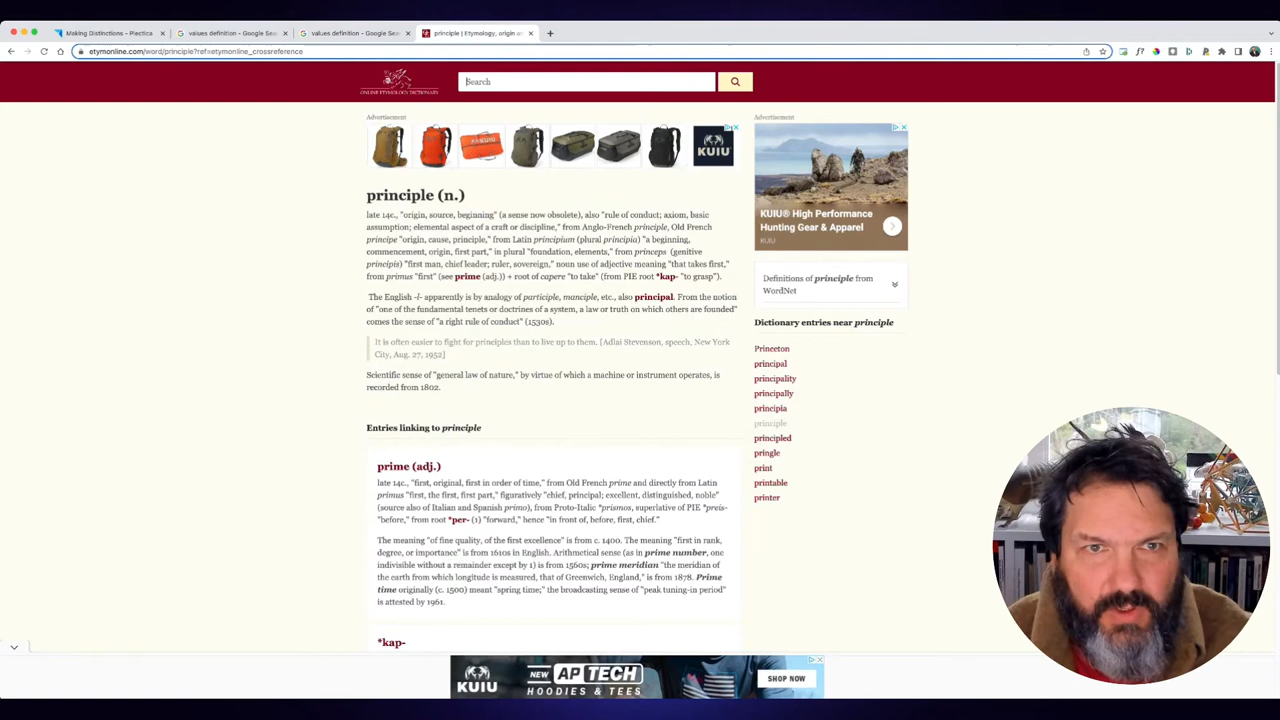 Making Distinctions - Plectica
values definition - Google Sea
values definition - Google Sea
principle | Etymology, origin an
etymonline.com/word/principle?ref=etymonline_crossreference
ONLINE ETYMOLOGY DICTIONARY
Search
Advertisement
KUIU
principle (n.)
late 14c., "origin, source, beginning" (a sense now obsolete), also "rule of conduct; axiom, basic
assumption; elemental aspect of a craft or discipline," from Anglo-French principle, Old French
principe "origin, cause, principle," from Latin principium (plural principia) "a beginning,
commencement, origin, first part," in plural "foundation, elements," from princeps (genitive
principis) "first man, chief leader; ruler, sovereign," noun use of adjective meaning "that takes first,"
from primus "first" (see prime (adj.)) + root of capere "to take" (from PIE root *kap- "to grasp").
The English -l- apparently is by analogy of participle, manciple, etc., also principal. From the notion
of "one of the fundamental tenets or doctrines of a system, a law or truth on which others are founded"
comes the sense of "a right rule of conduct" (1530s).
It is often easier to fight for principles than to live up to them. [Adlai Stevenson, speech, New York
City, Aug. 27, 1952]
Scientific sense of "general law of nature," by virtue of which a machine or instrument operates, is
recorded from 1802.
Entries linking to principle
prime (adj.)
late 14c., "first, original, first in order of time," from Old French prime and directly from Latin
primus "first, the first, first part," figuratively "chief, principal; excellent, distinguished, noble"
(source also of Italian and Spanish primo), from Proto-Italic *prismos, superlative of PIE *preis-
"before," from root *per- (1) "forward," hence "in front of, before, first, chief."
The meaning "of fine quality, of the first excellence" is from c. 1400. The meaning "first in rank,
degree, or importance" is from 1610s in English. Arithmetical sense (as in prime number, one
indivisible without a remainder except by 1) is from 1560s; prime meridian "the meridian of
the earth from which longitude is measured, that of Greenwich, England," is from 1878. Prime
time originally (c. 1500) meant "spring time;" the broadcasting sense of "peak tuning-in period"
is attested by 1961.
*kap-
Advertisement
KUIU® High Performance
Hunting Gear & Apparel
KUIU
Definitions of principle from
WordNet
Dictionary entries near principle
Princeton
principal
principality
principally
principia
principle
principled
pringle
print
printable
printer
KUIU
NEW AP TECH
HOODIES & TEES
SHOP NOW